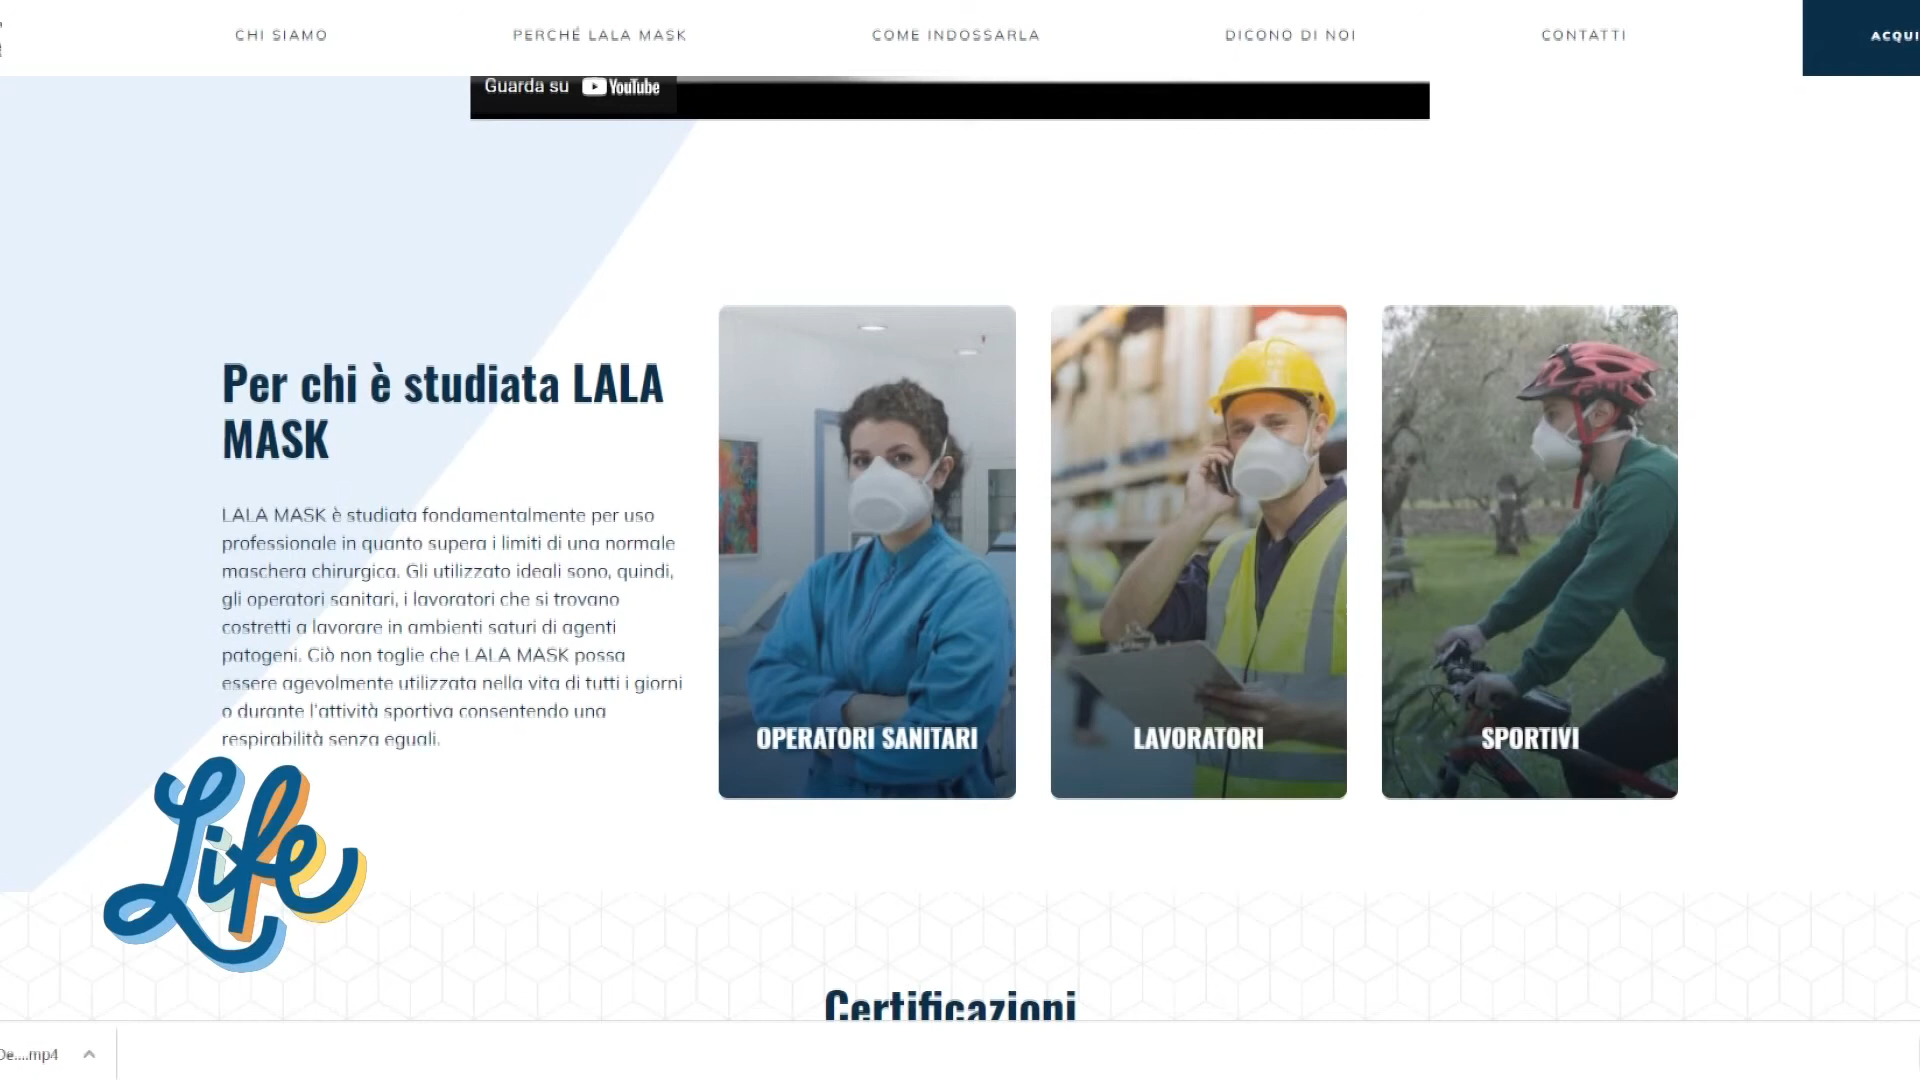 CHI SIAMO
PERCHÉ LALA MASK
COME INDOSSARLA
DICONO DI NOI
CONTATTI
Guarda su YouTube
Per chi è studiata LALA
MASK
LALA MASK è studiata fondamentalmente per uso
professionale in quanto supera i limiti di una normale
maschera chirurgica. Gli utilizzato ideali sono, quindi,
gli operatori sanitari, i lavoratori che si trovano
costretti a lavorare in ambienti saturi di agenti
patogeni. Ciò non toglie che LALA MASK possa
essere agevolmente utilizzata nella vita di tutti i giorni
o durante l'attività sportiva consentendo una
respirabilità senza eguali.
OPERATORI SANITARI
LAVORATORI
SPORTIVI
Life
Certificazioni
De....mp4